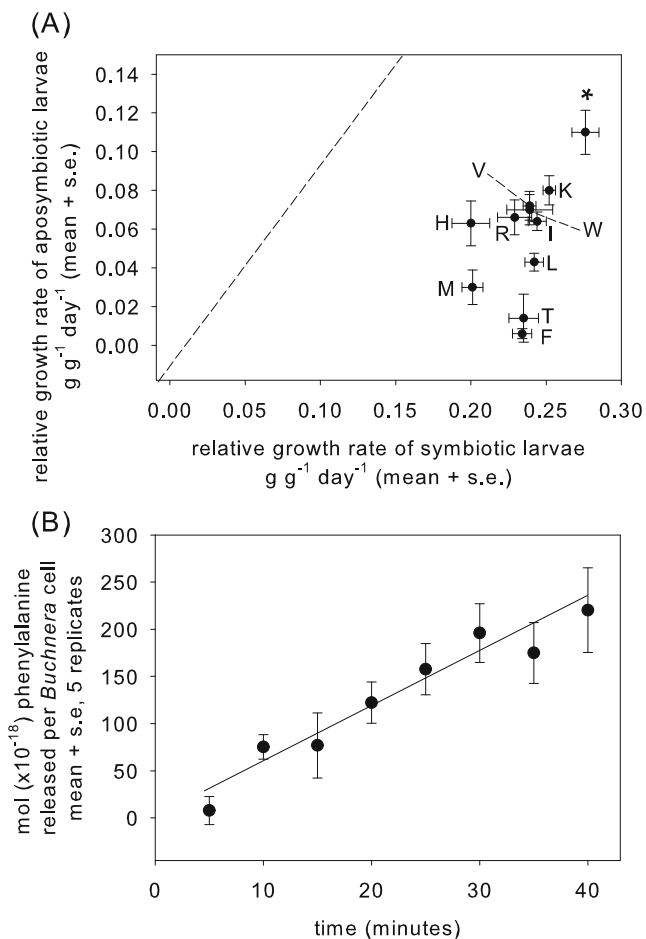 (A)
relative growth rate of aposymbiotic larvae
g g-1 day-1 (mean + s.e.)
0.14
0.12
0.10
0.08
0.06
0.04
0.02
0.00
*
K
V
W
H
R
I
L
M
T
F
0.00
0.05
0.10
0.15
0.20
0.25
0.30
relative growth rate of symbiotic larvae
g g-1 day-1 (mean + s.e.)
(B)
mol (x10-18) phenylalanine
released per Buchnera cell
mean + s.e, 5 replicates
300
250
200
150
100
50
0
0
10
20
30
40
time (minutes)